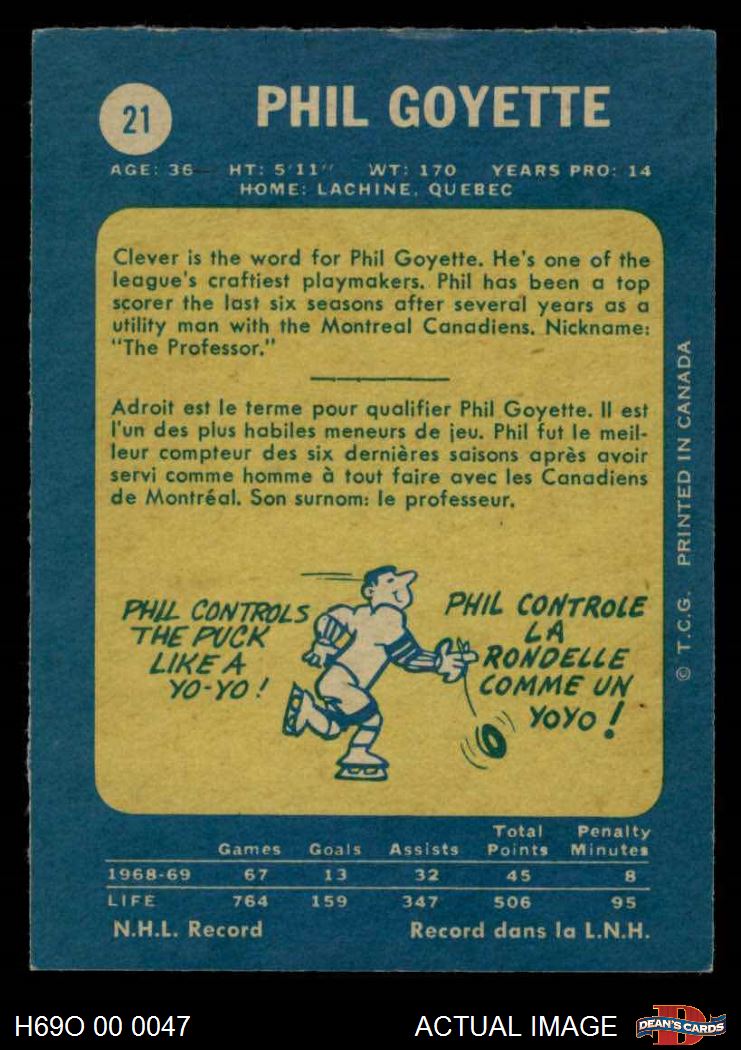 21
PHIL GOYETTE
AGE: 36 HT: 5'11" WT: 170 YEARS PRO: 14
HOME: LACHINE, QUEBEC
Clever is the word for Phil Goyette. He's one of the
league's craftiest playmakers. Phil has been a top
scorer the last six seasons after several years as a
utility man with the Montreal Canadiens. Nickname:
"The Professor."
Adroit est le terme pour qualifier Phil Goyette. Il est
l'un des plus habiles meneurs de jeu. Phil fut le meil-
leur compteur des six dernières saisons après avoir
servi comme homme à tout faire avec les Canadiens
de Montréal. Son surnom: le professeur.
PHIL CONTROLS
THE PUCK
LIKE A
YO-YO!
PHIL CONTROLE
LA
RONDELLE
COMME UN
YOYO!
© T.C.G. PRINTED IN CANADA
Games Goals Assists Total Points Penalty Minutes
1968-69 67 13 32 45 8
LIFE 764 159 347 506 95
N.H.L. Record Record dans la L.N.H.
H69O 00 0047 ACTUAL IMAGE DEAN'S CARDS